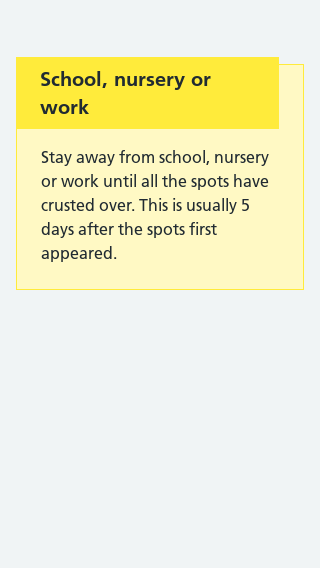 School, nursery or
work
Stay away from school, nursery
or work until all the spots have
crusted over. This is usually 5
days after the spots first
appeared.